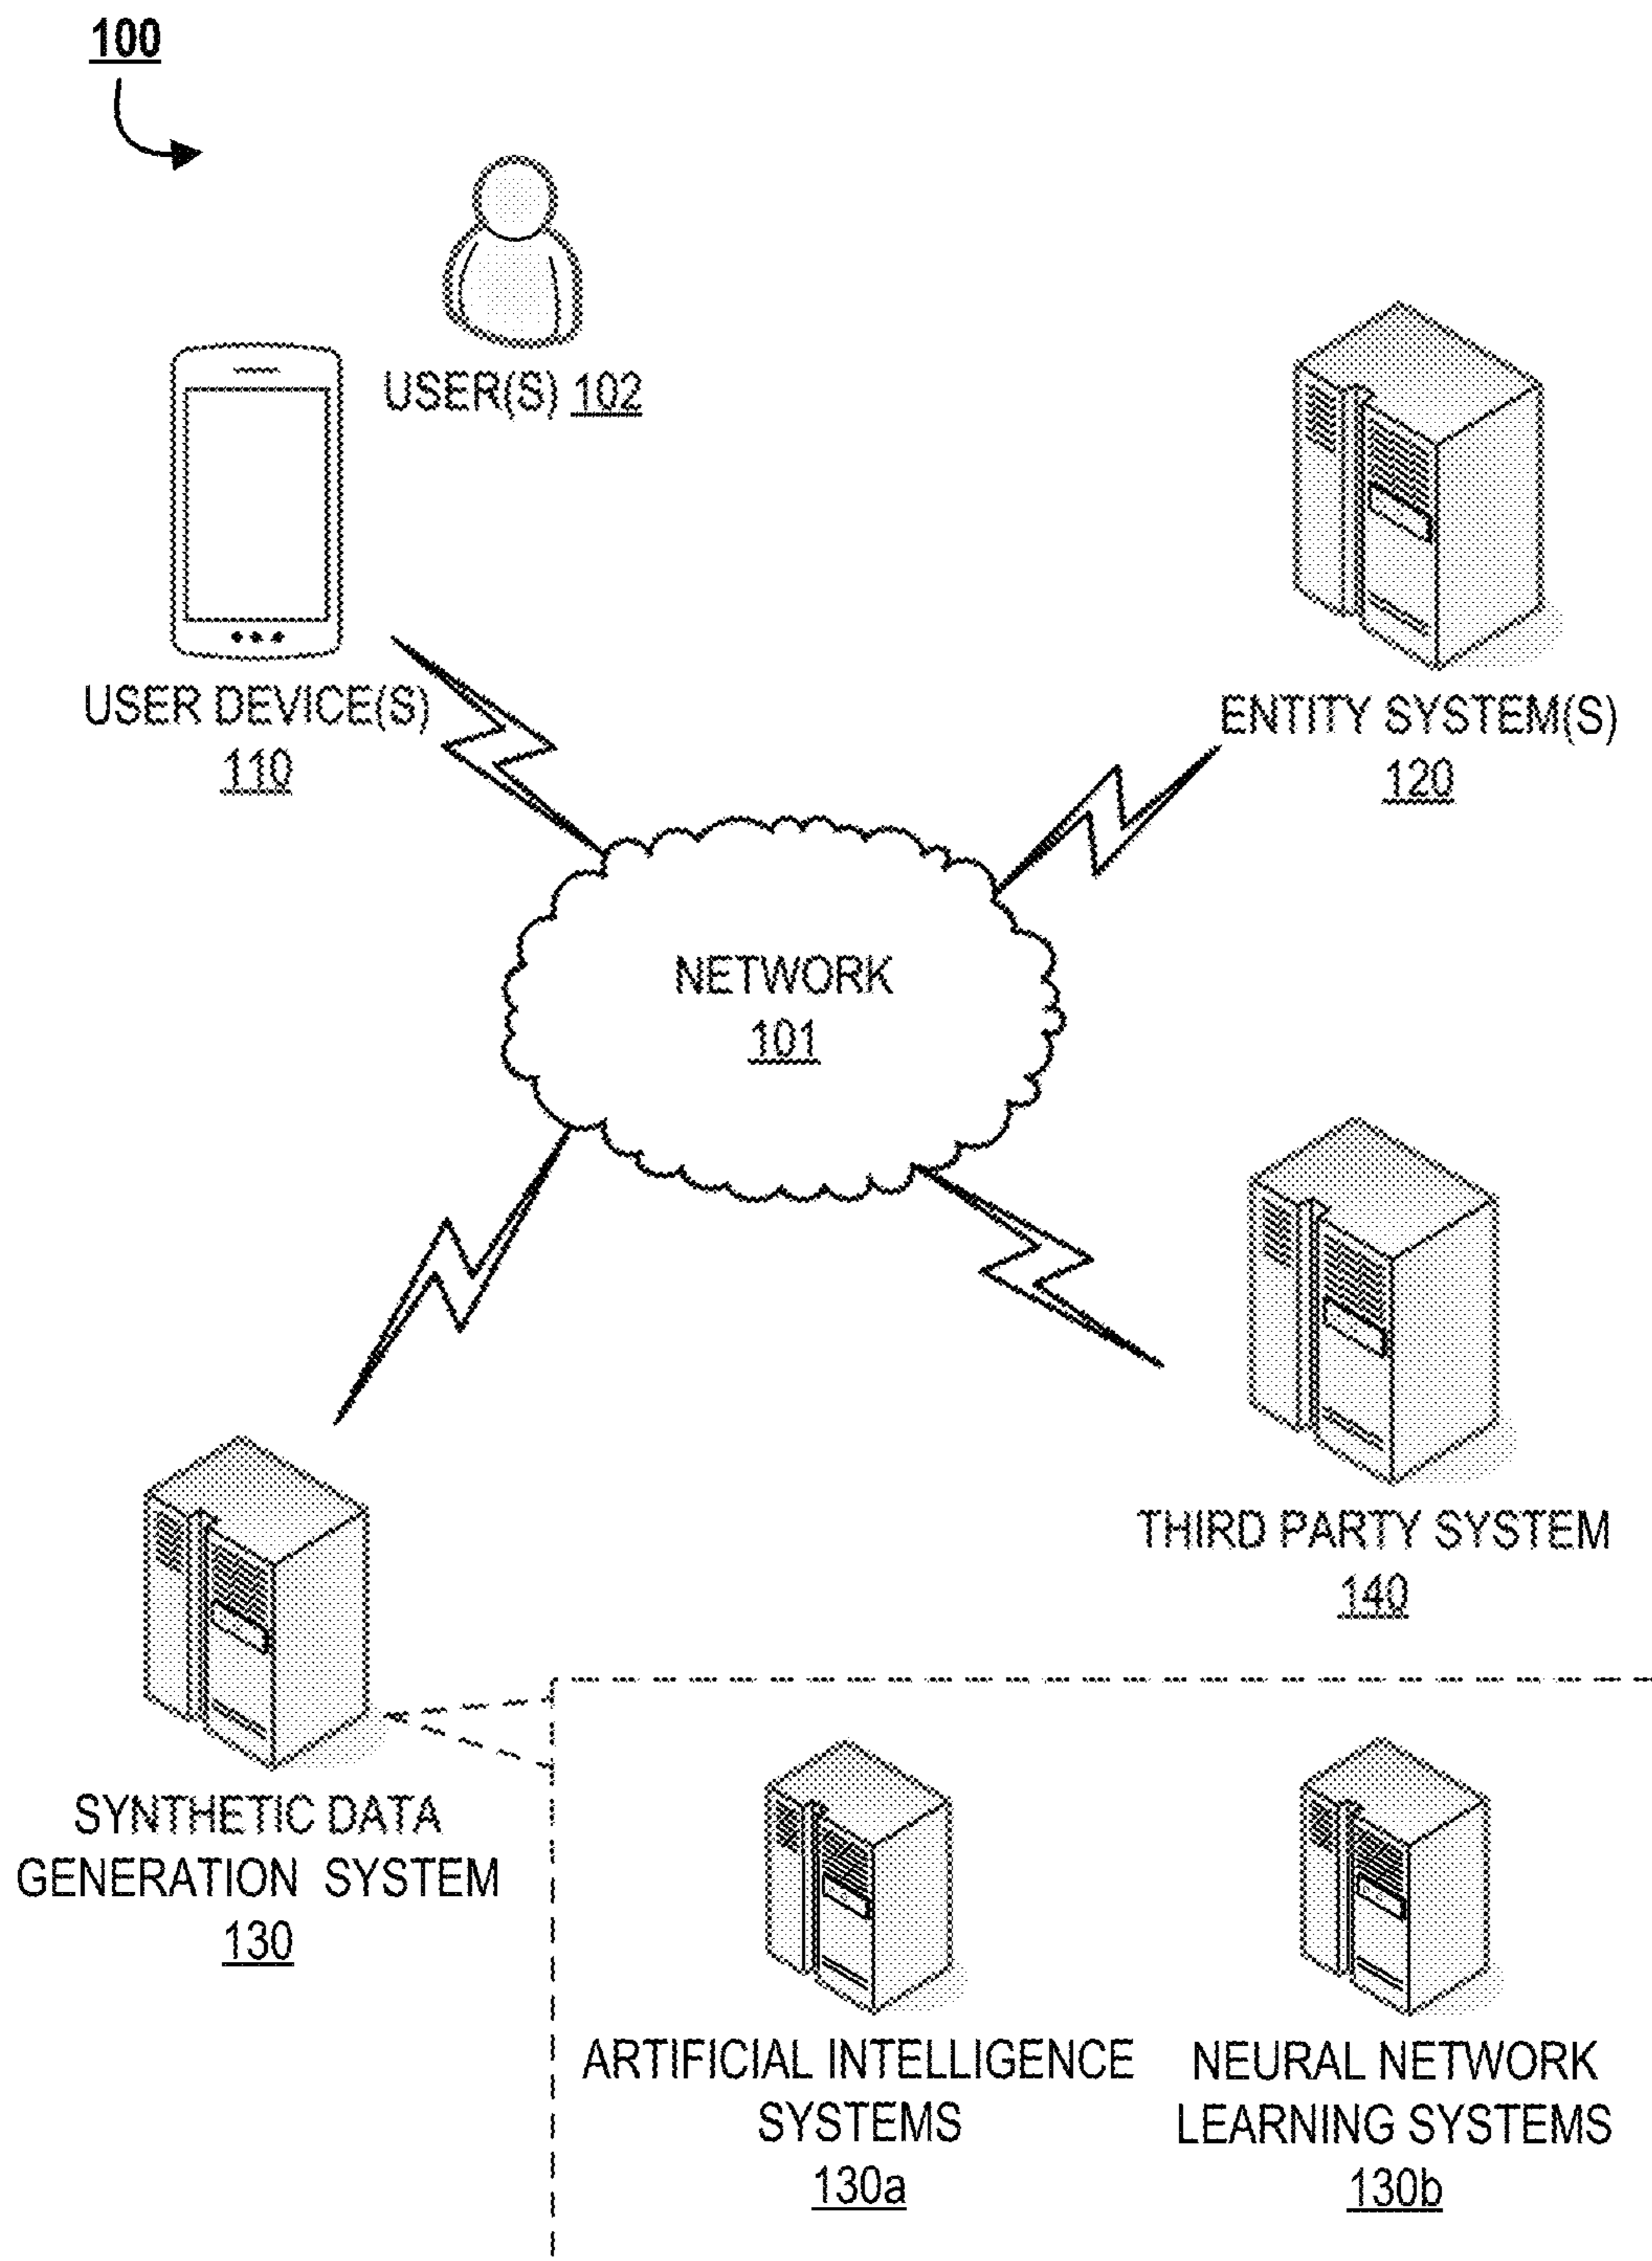 100
USER(S) 102
USER DEVICE(S)
110
ENTITY SYSTEM(S)
120
NETWORK
101
THIRD PARTY SYSTEM
140
SYNTHETIC DATA
GENERATION SYSTEM
130
ARTIFICIAL INTELLIGENCE
SYSTEMS
130a
NEURAL NETWORK
LEARNING SYSTEMS
130b